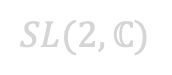 𝑆𝐿(2, ℂ)